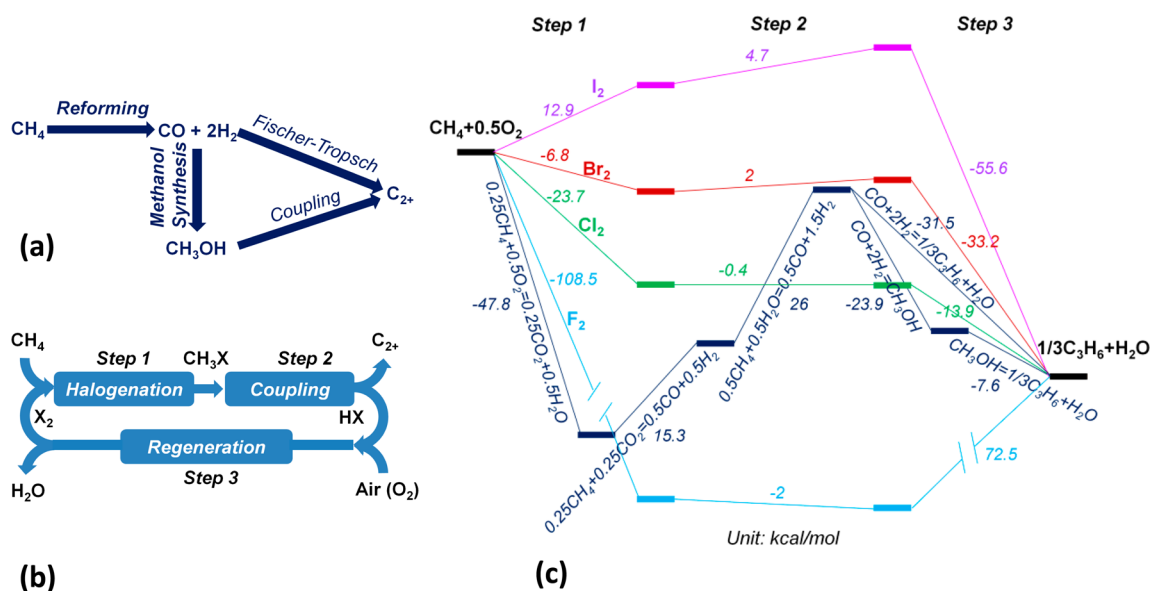 Reforming
CH4
CO + 2H2
Fischer-Tropsch
Methanol
Synthesis
C2+
Coupling
CH3OH
(a)
CH4
Step 1
CH3X
Step 2
C2+
Halogenation
Coupling
X2
HX
Regeneration
Step 3
H2O
Air (O2)
(b)
Step 1
Step 2
Step 3
4.7
I2
12.9
CH4+0.5O2
-55.6
-6.8
Br2
2
-23.7
Cl2
-0.4
-108.5
F2
-47.8
0.25CH4+0.5O2=0.25CO2+0.5H2O
15.3
0.25CH4+0.25CO2=0.5CO+0.5H2
26
0.5CH4+0.5H2O=0.5CO+1.5H2
-31.5
CO+2H2=1/3C3H6+H2O
-33.2
CO+2H2=CH3OH
-23.9
-13.9
1/3C3H6+H2O
CH3OH=1/3C3H6+H2O
-7.6
72.5
-2
Unit: kcal/mol
(c)